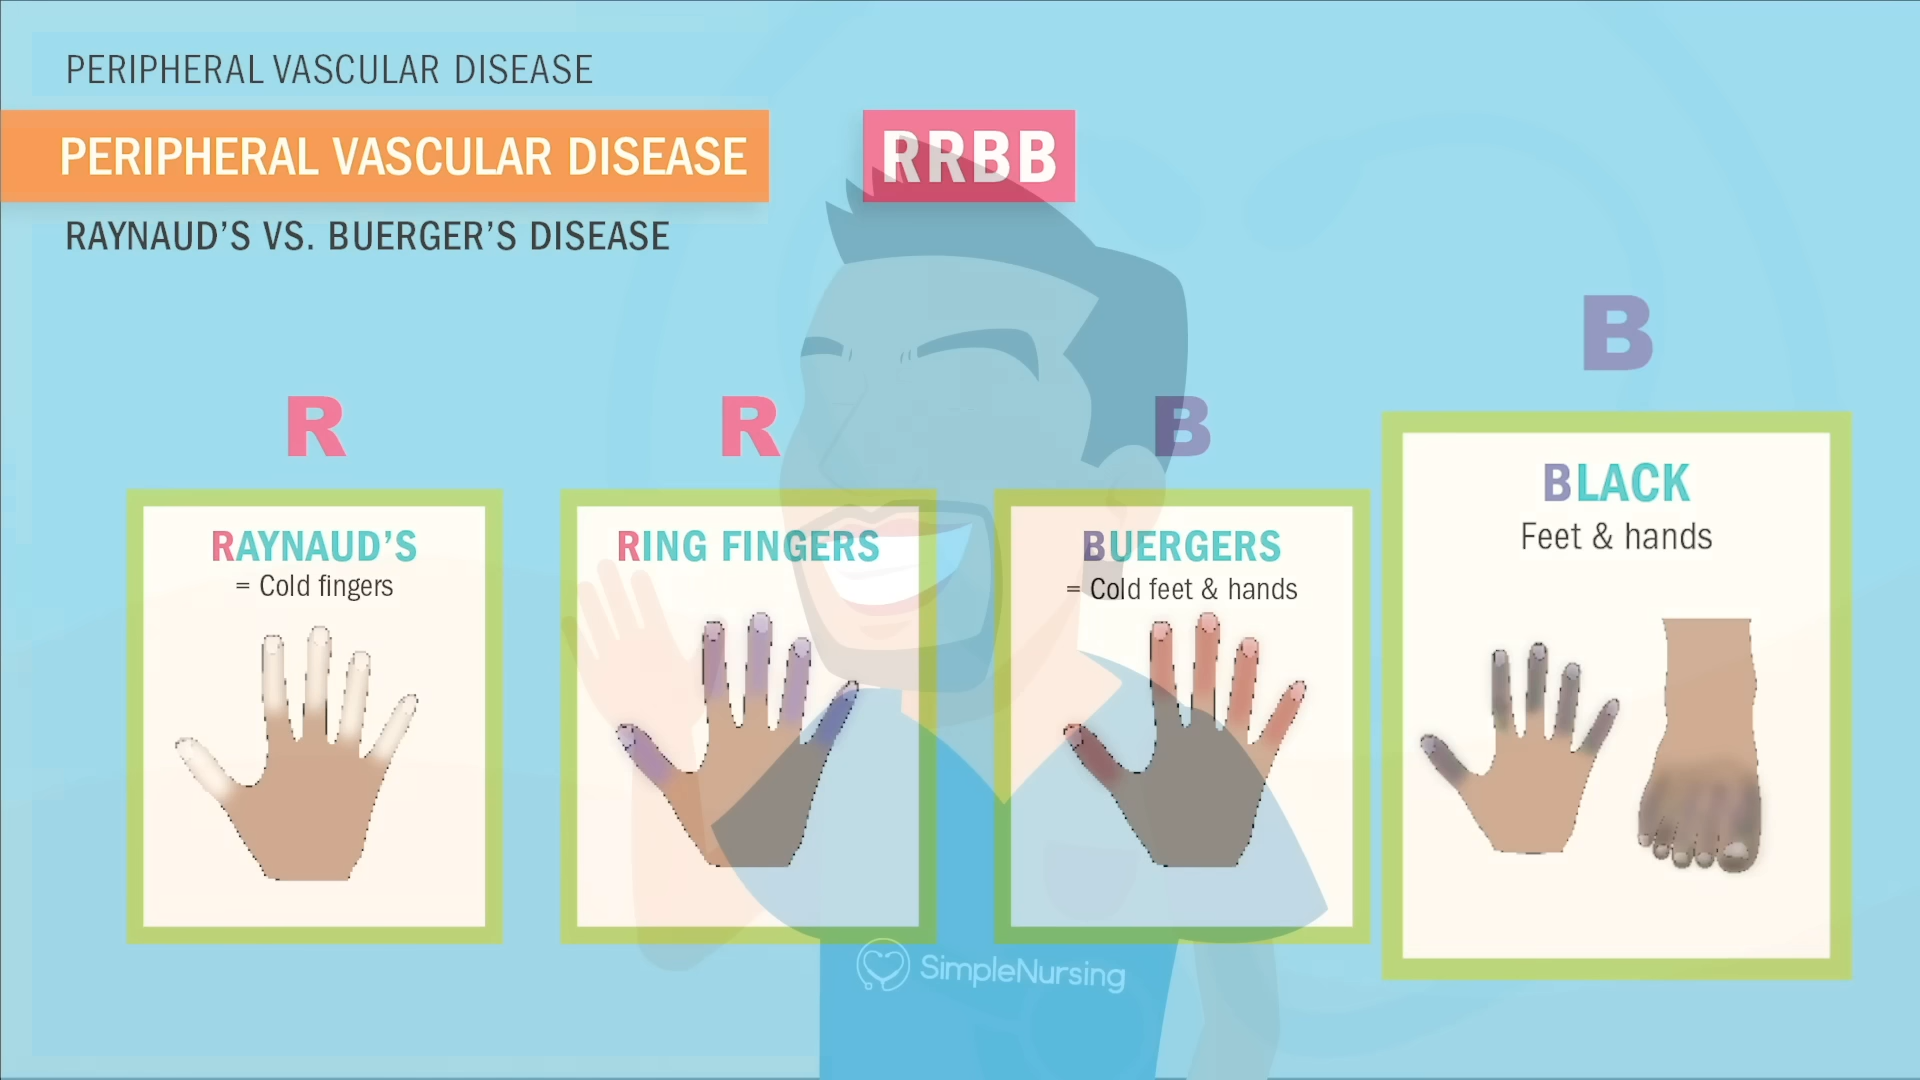 PERIPHERAL VASCULAR DISEASE
PERIPHERAL VASCULAR DISEASE
RRBB
RAYNAUD'S VS. BUERGER'S DISEASE
R
R
B
B
RAYNAUD'S
= Cold fingers
RING FINGERS
BUERGERS
= Cold feet & hands
BLACK
Feet & hands
SimpleNursing